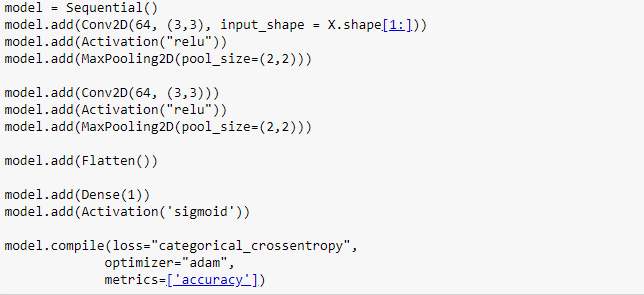 model = Sequential()
model.add(Conv2D(64, (3,3), input_shape = X.shape[1:]))
model.add(Activation("relu"))
model.add(MaxPooling2D(pool_size=(2,2)))

model.add(Conv2D(64, (3,3)))
model.add(Activation("relu"))
model.add(MaxPooling2D(pool_size=(2,2)))

model.add(Flatten())

model.add(Dense(1))
model.add(Activation('sigmoid'))

model.compile(loss="categorical_crossentropy",
             optimizer="adam",
             metrics=['accuracy'])